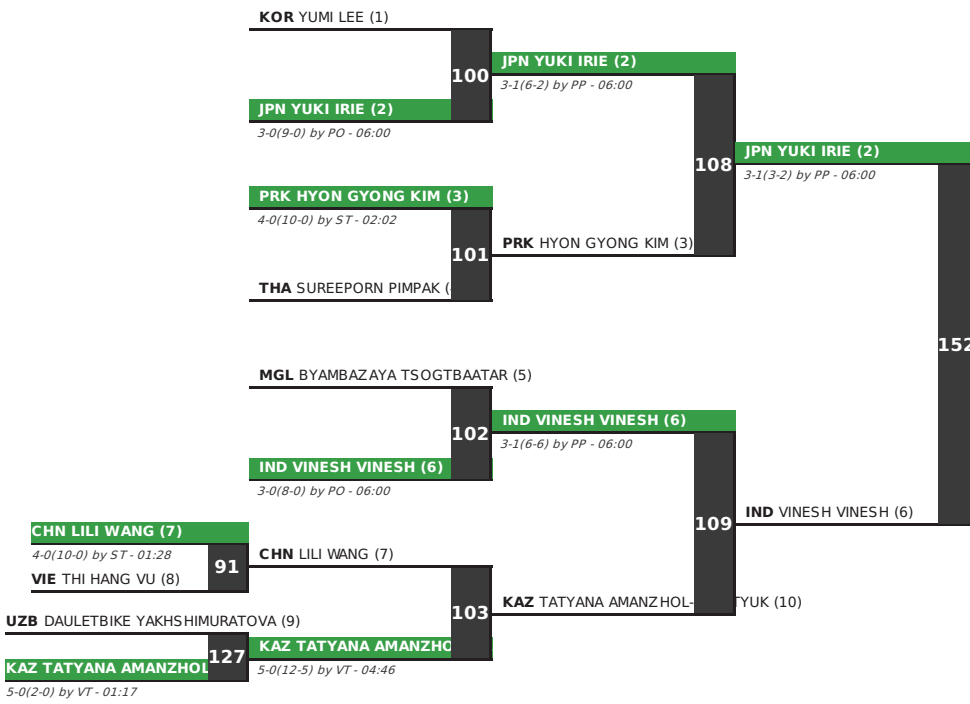 KOR YUMI LEE (1)
100
JPN YUKI IRIE (2)
3-0(9-0) by PO - 06:00
JPN YUKI IRIE (2)
3-1(6-2) by PP - 06:00
108
JPN YUKI IRIE (2)
3-1(3-2) by PP - 06:00
PRK HYON GYONG KIM (3)
4-0(10-0) by ST - 02:02
101
PRK HYON GYONG KIM (3)
THA SUREEPORN PIMPAK (
152
MGL BYAMBAZAYA TSOGTBAATAR (5)
102
IND VINESH VINESH (6)
3-1(6-6) by PP - 06:00
IND VINESH VINESH (6)
3-0(8-0) by PO - 06:00
109
IND VINESH VINESH (6)
CHN LILI WANG (7)
4-0(10-0) by ST - 01:28
91
VIE THI HANG VU (8)
CHN LILI WANG (7)
103
KAZ TATYANA AMANZHOL- TYUK (10)
UZB DAULETBIKE YAKHSHIMURATOVA (9)
127
KAZ TATYANA AMANZHO
5-0(12-5) by VT - 04:46
KAZ TATYANA AMANZHOL
5-0(2-0) by VT - 01:17